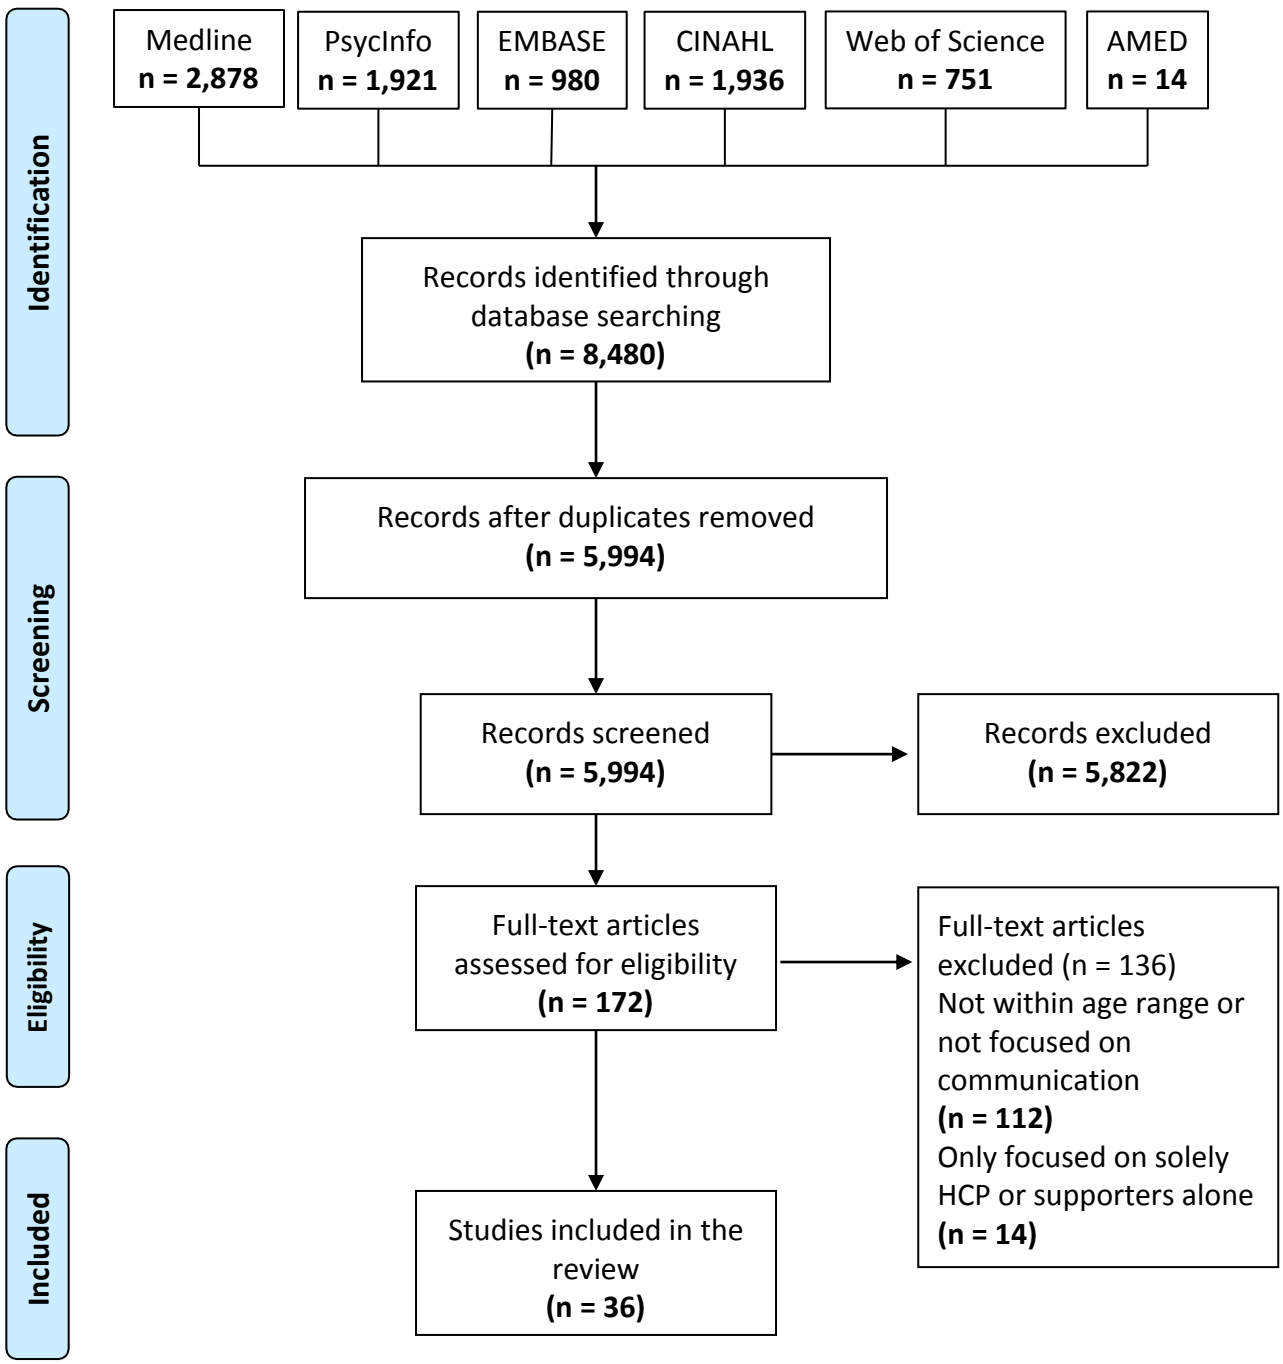 Identification
Medline
n = 2,878
PsycInfo
n = 1,921
EMBASE
n = 980
CINAHL
n = 1,936
Web of Science
n = 751
AMED
n = 14
Records identified through
database searching
(n = 8,480)
Screening
Records after duplicates removed
(n = 5,994)
Records screened
(n = 5,994)
Records excluded
(n = 5,822)
Eligibility
Full-text articles
assessed for eligibility
(n = 172)
Full-text articles
excluded (n = 136)
Not within age range or
not focused on
communication
(n = 112)
Only focused on solely
HCP or supporters alone
(n = 14)
Included
Studies included in the
review
(n = 36)